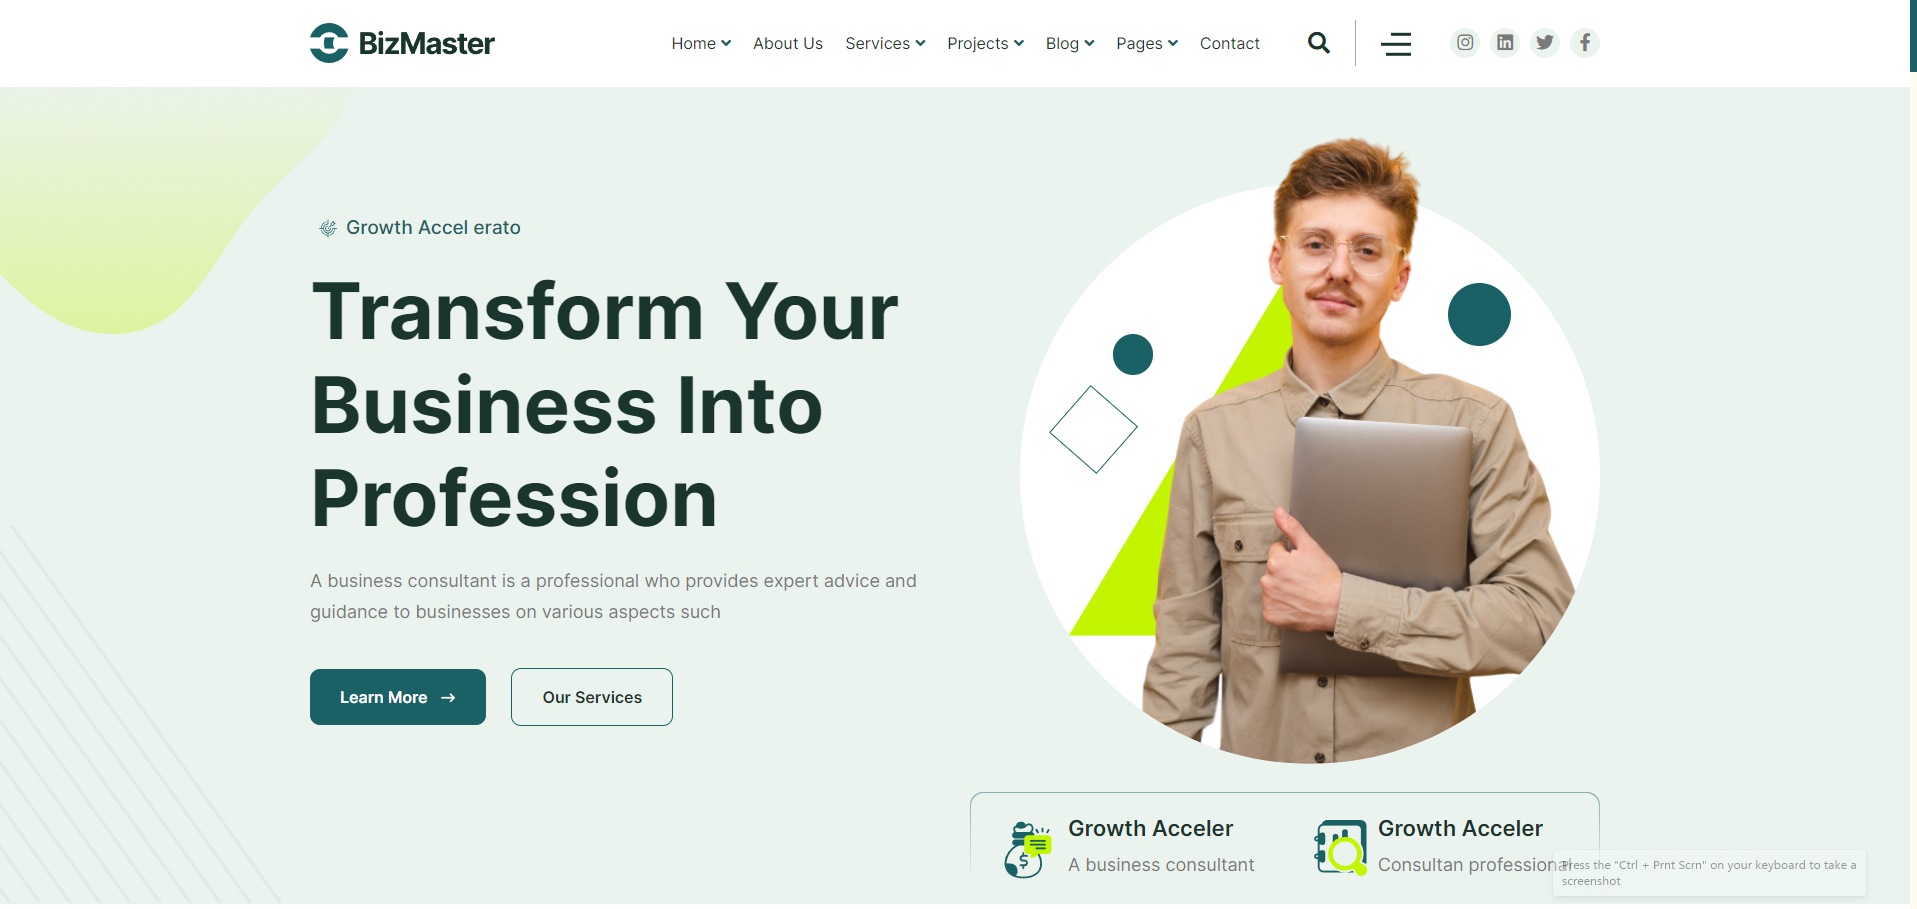 BizMaster
Home
About Us
Services
Projects
Blog
Pages
Contact
Growth Accel erato
Transform Your
Business Into
Profession
A business consultant is a professional who provides expert advice and
guidance to businesses on various aspects such
Learn More
Our Services
Growth Acceler
A business consultant
Growth Acceler
Consultan professional
Press the "Ctrl + Prnt Scrn" on your keyboard to take a
screenshot